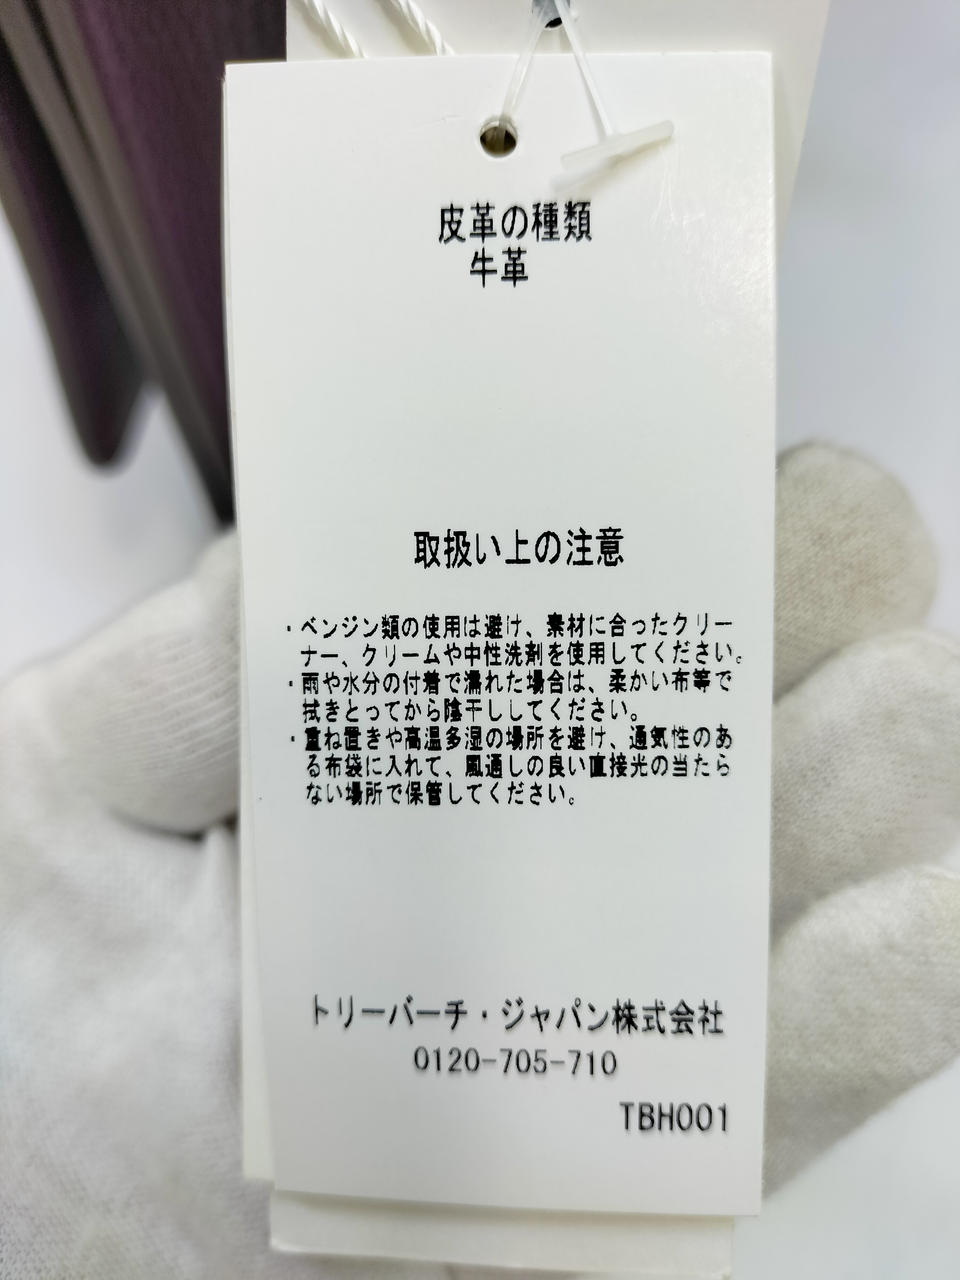 皮革の種類
牛革
取扱い上の注意
・ベンジン類の使用は避け、素材に合ったクリー
ナー、クリームや中性洗剤を使用してください。
・雨や水分の付着で濡れた場合は、柔かい布等で
拭きとってから陰干ししてください。
・重ね置きや高温多湿の場所を避け、通気性のあ
る布袋に入れて、風通しの良い直接光の当たら
ない場所で保管してください。
トリーバーチ・ジャパン株式会社
0120-705-710
TBH001